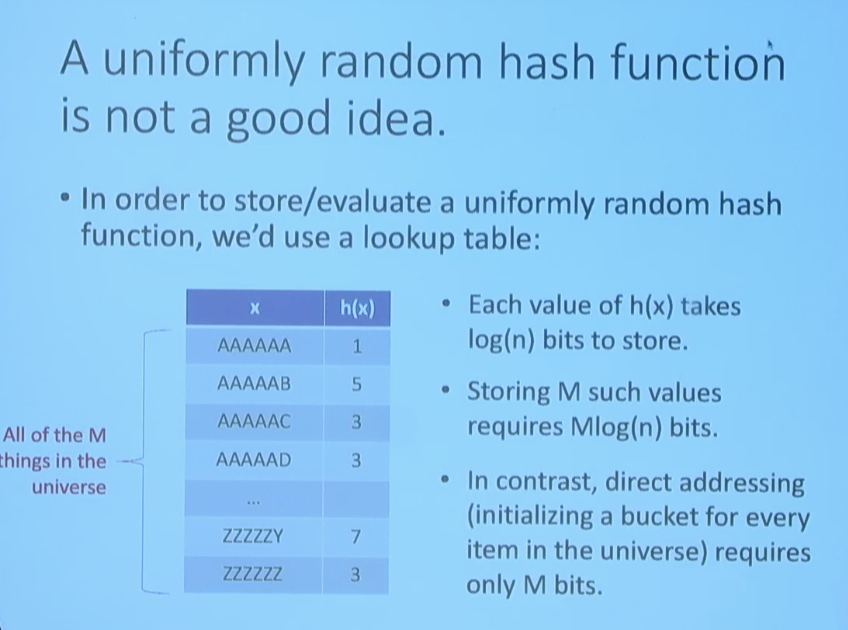 A uniformly random hash function
is not a good idea.
• In order to store/evaluate a uniformly random hash
function, we'd use a lookup table:
x h(x)
AAAAAA 1
AAAAAB 5
AAAAAC 3
AAAAAD 3
...
ZZZZZY 7
ZZZZZZ 3
All of the M
things in the
universe
• Each value of h(x) takes
log(n) bits to store.
• Storing M such values
requires Mlog(n) bits.
• In contrast, direct addressing
(initializing a bucket for every
item in the universe) requires
only M bits.